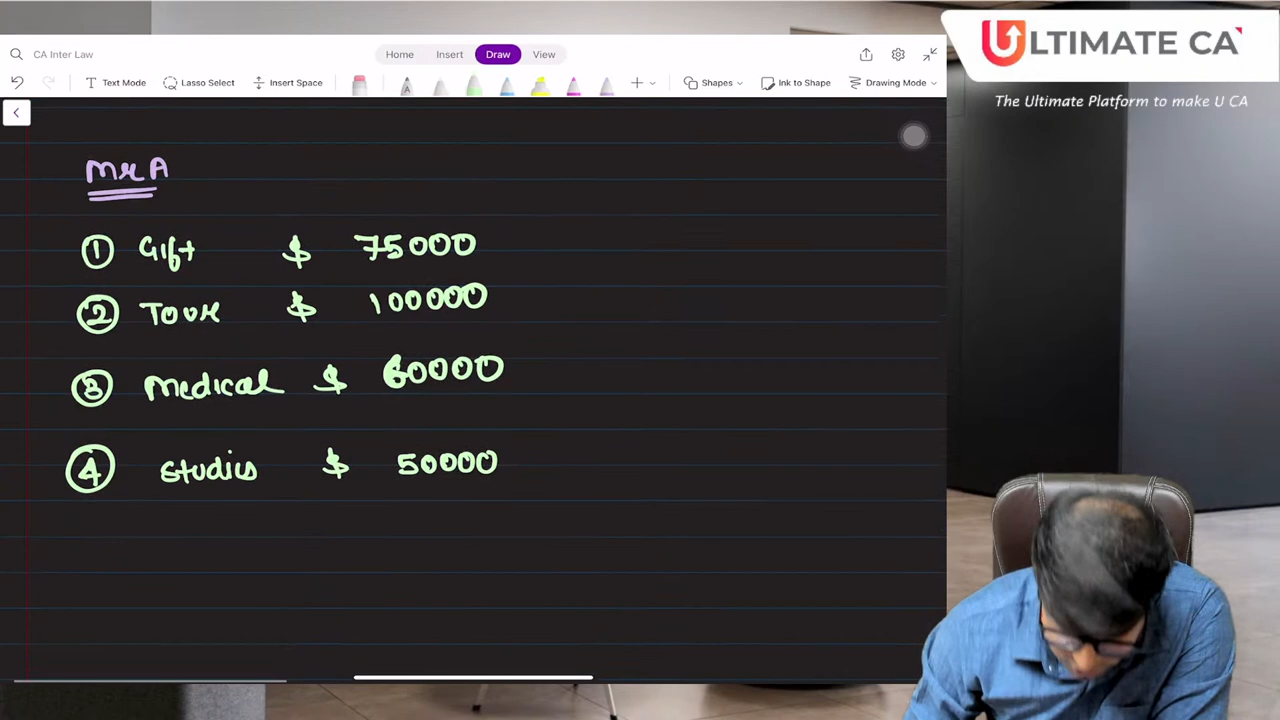 CA Inter Law
Home Insert Draw View
Text Mode Lasso Select Insert Space Shapes Ink to Shape Drawing Mode
ULTIMATE CA
The Ultimate Platform to make U CA
Mr A
① Gift $ 75000
② Tour $ 100000
③ Medical $ 60000
④ Studies $ 50000